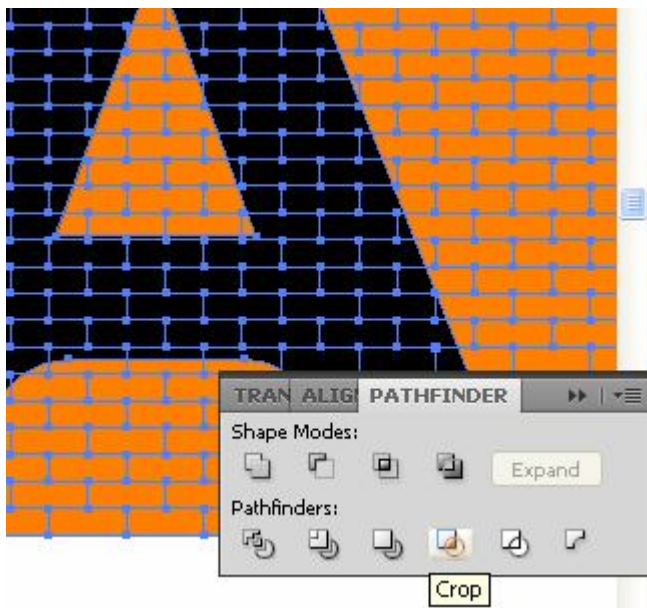 TRAN ALIG PATHFINDER
Shape Modes:
Expand
Pathfinders:
Crop